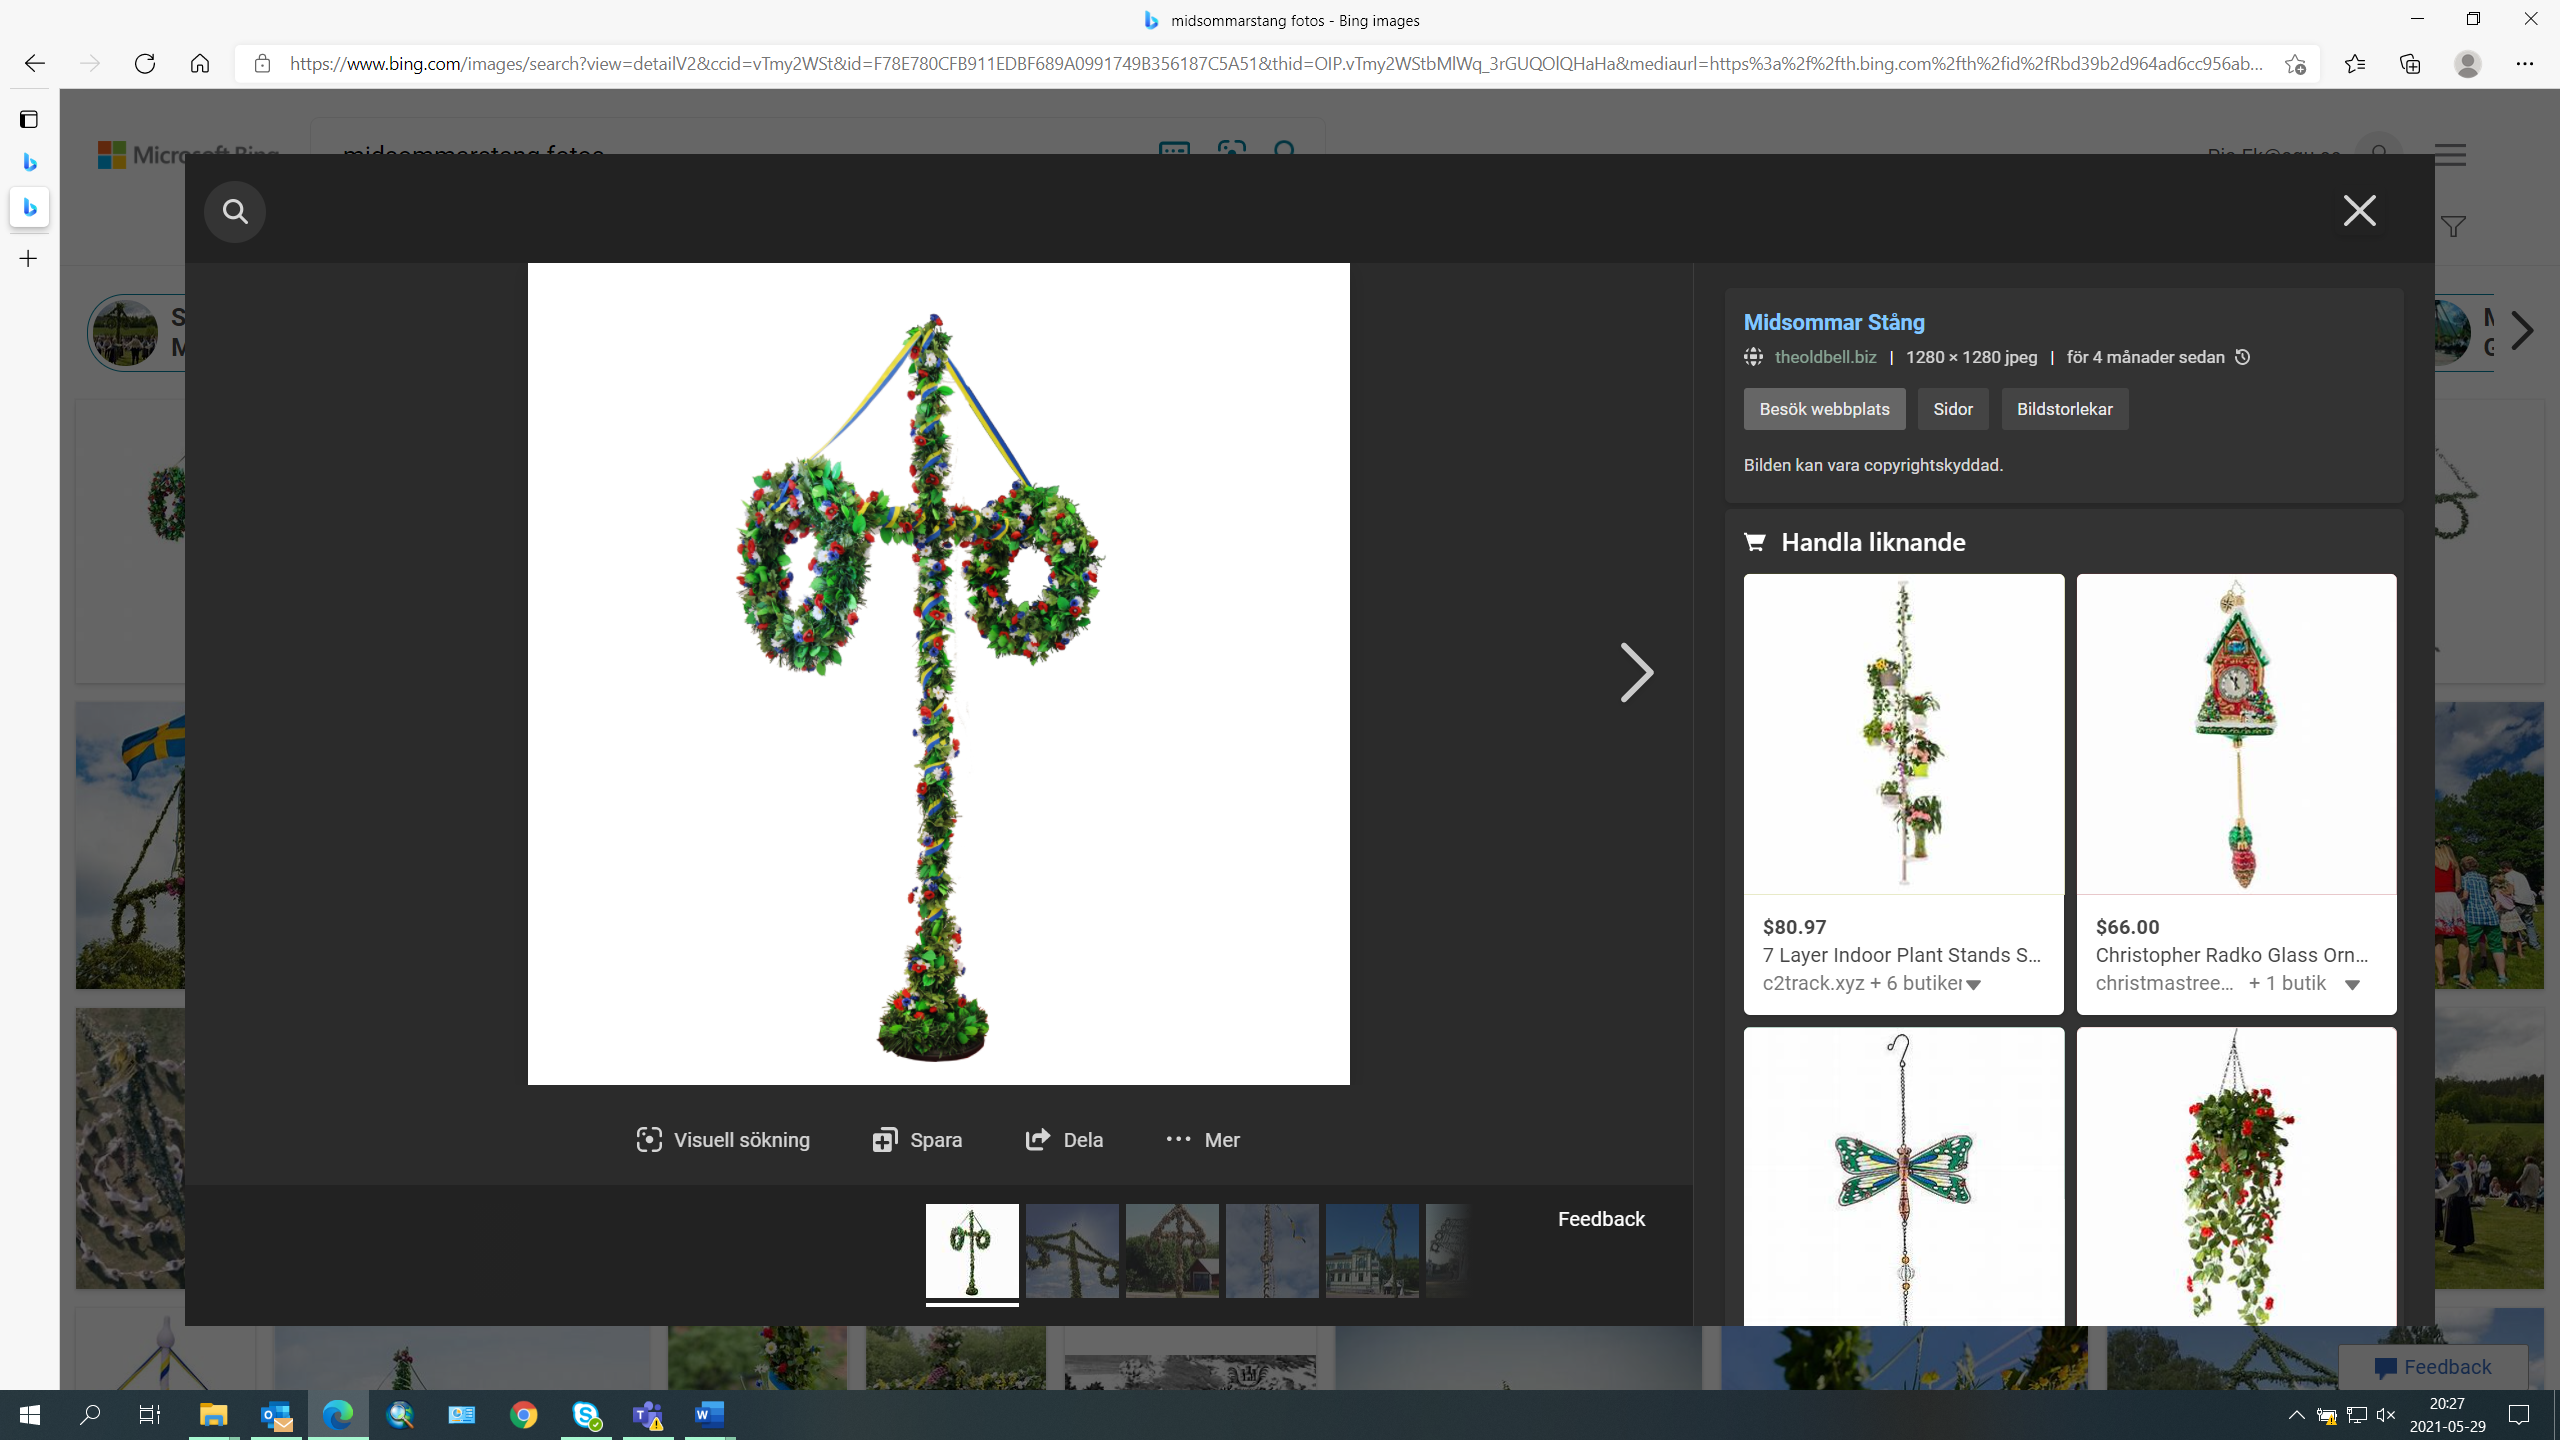 midsommarstang fotos - Bing images
https://www.bing.com/images/search?view=detailV2&ccid=vTmy2WSt&id=F78E780CFB911EDBF689A0991749B356187C5A51&thid=OIP.vTmy2WStbMlWq_3rGUQOlQHaHa&mediaurl=https%3a%2f%2fth.bing.com%2fth%2fid%2fRbd39b2d964ad6cc956ab...
Microsoft Bing
midsommarstang fotos
Midsommar Stång
theoldbell.biz | 1280 × 1280 jpeg | för 4 månader sedan
Besök webbplats Sidor Bildstorlekar
Bilden kan vara copyrightskyddad.
Handla liknande
$80.97
7 Layer Indoor Plant Stands S...
c2track.xyz + 6 butiker
$66.00
Christopher Radko Glass Orn...
christmastree... + 1 butik
Visuell sökning Spara Dela Mer
Feedback
Feedback
20:27
2021-05-29